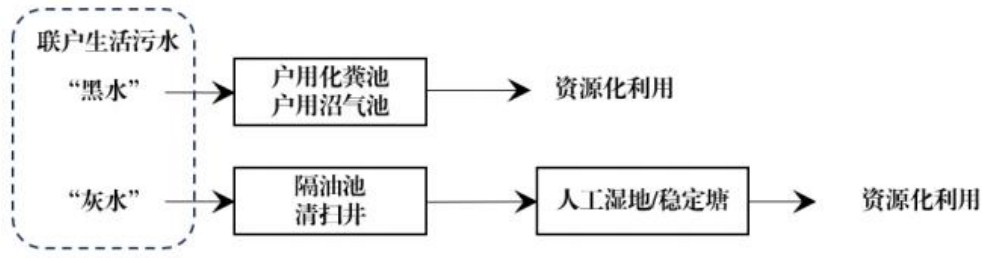 联户生活污水
“黑水”
户用化粪池
户用沼气池
资源化利用
“灰水”
隔油池
清扫井
人工湿地/稳定塘
资源化利用